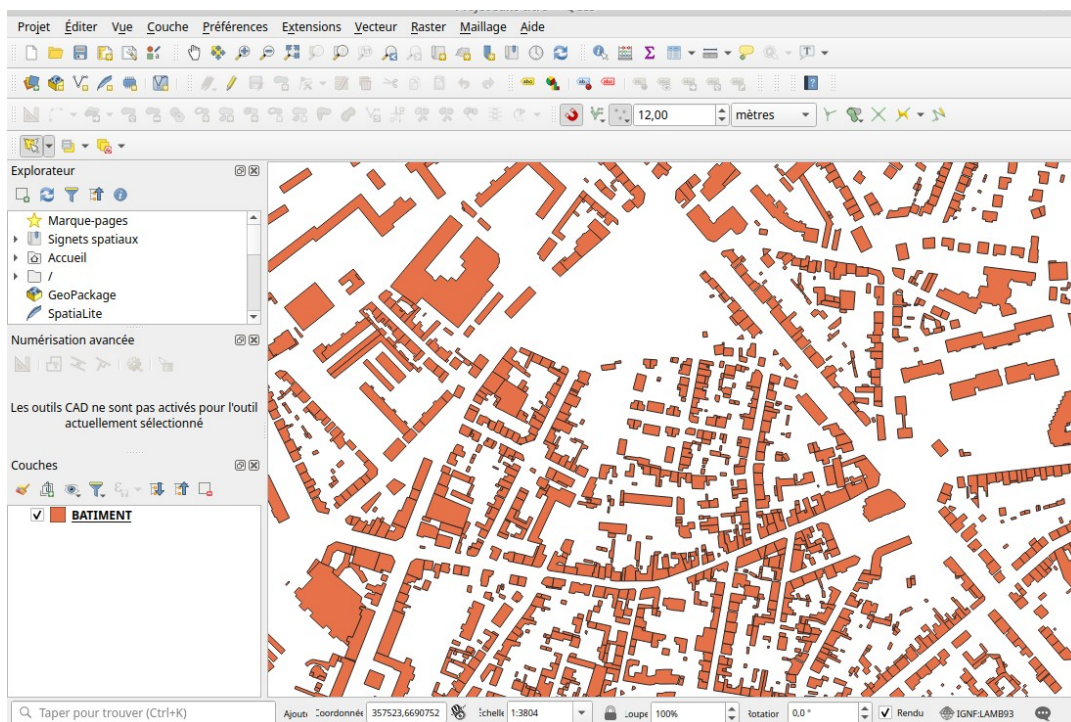 Projet Éditer Vue Couche Préférences Extensions Vecteur Raster Maillage Aide
12,00 mètres
Explorateur
Marque-pages
Signets spatiaux
Accueil
/
GeoPackage
SpatiaLite
Numérisation avancée
Les outils CAD ne sont pas activés pour l'outil
actuellement sélectionné
Couches
BATIMENT
Taper pour trouver (Ctrl+K) 357523,6690752 1:3804 100% 0,0 ° Rendu IGNF:LAMB93